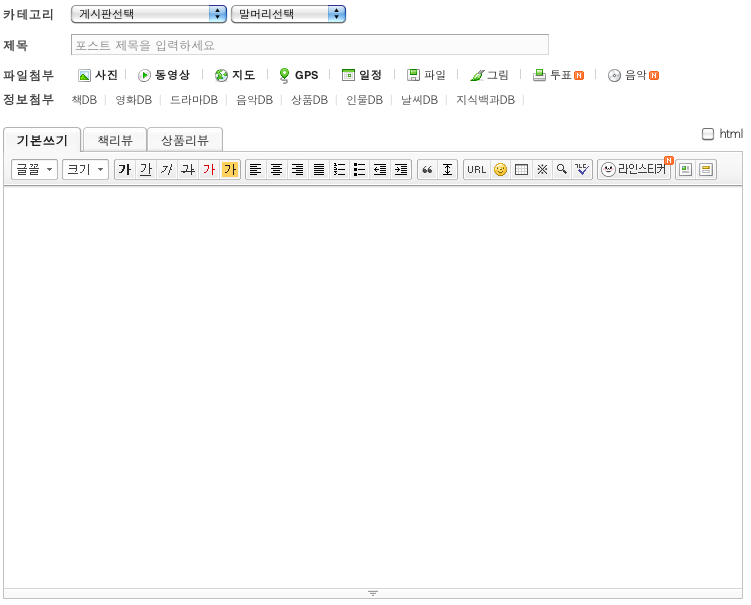 카테고리 게시판선택 말머리선택
제목 포스트 제목을 입력하세요
파일첨부 사진 동영상 지도 GPS 일정 파일 그림 투표 N 음악 N
정보첨부 책DB 영화DB 드라마DB 음악DB 상품DB 인물DB 날씨DB 지식백과DB
기본쓰기 책리뷰 상품리뷰 html
글꼴 크기 가 가 가 가 가 가 URL 라인스티커 N